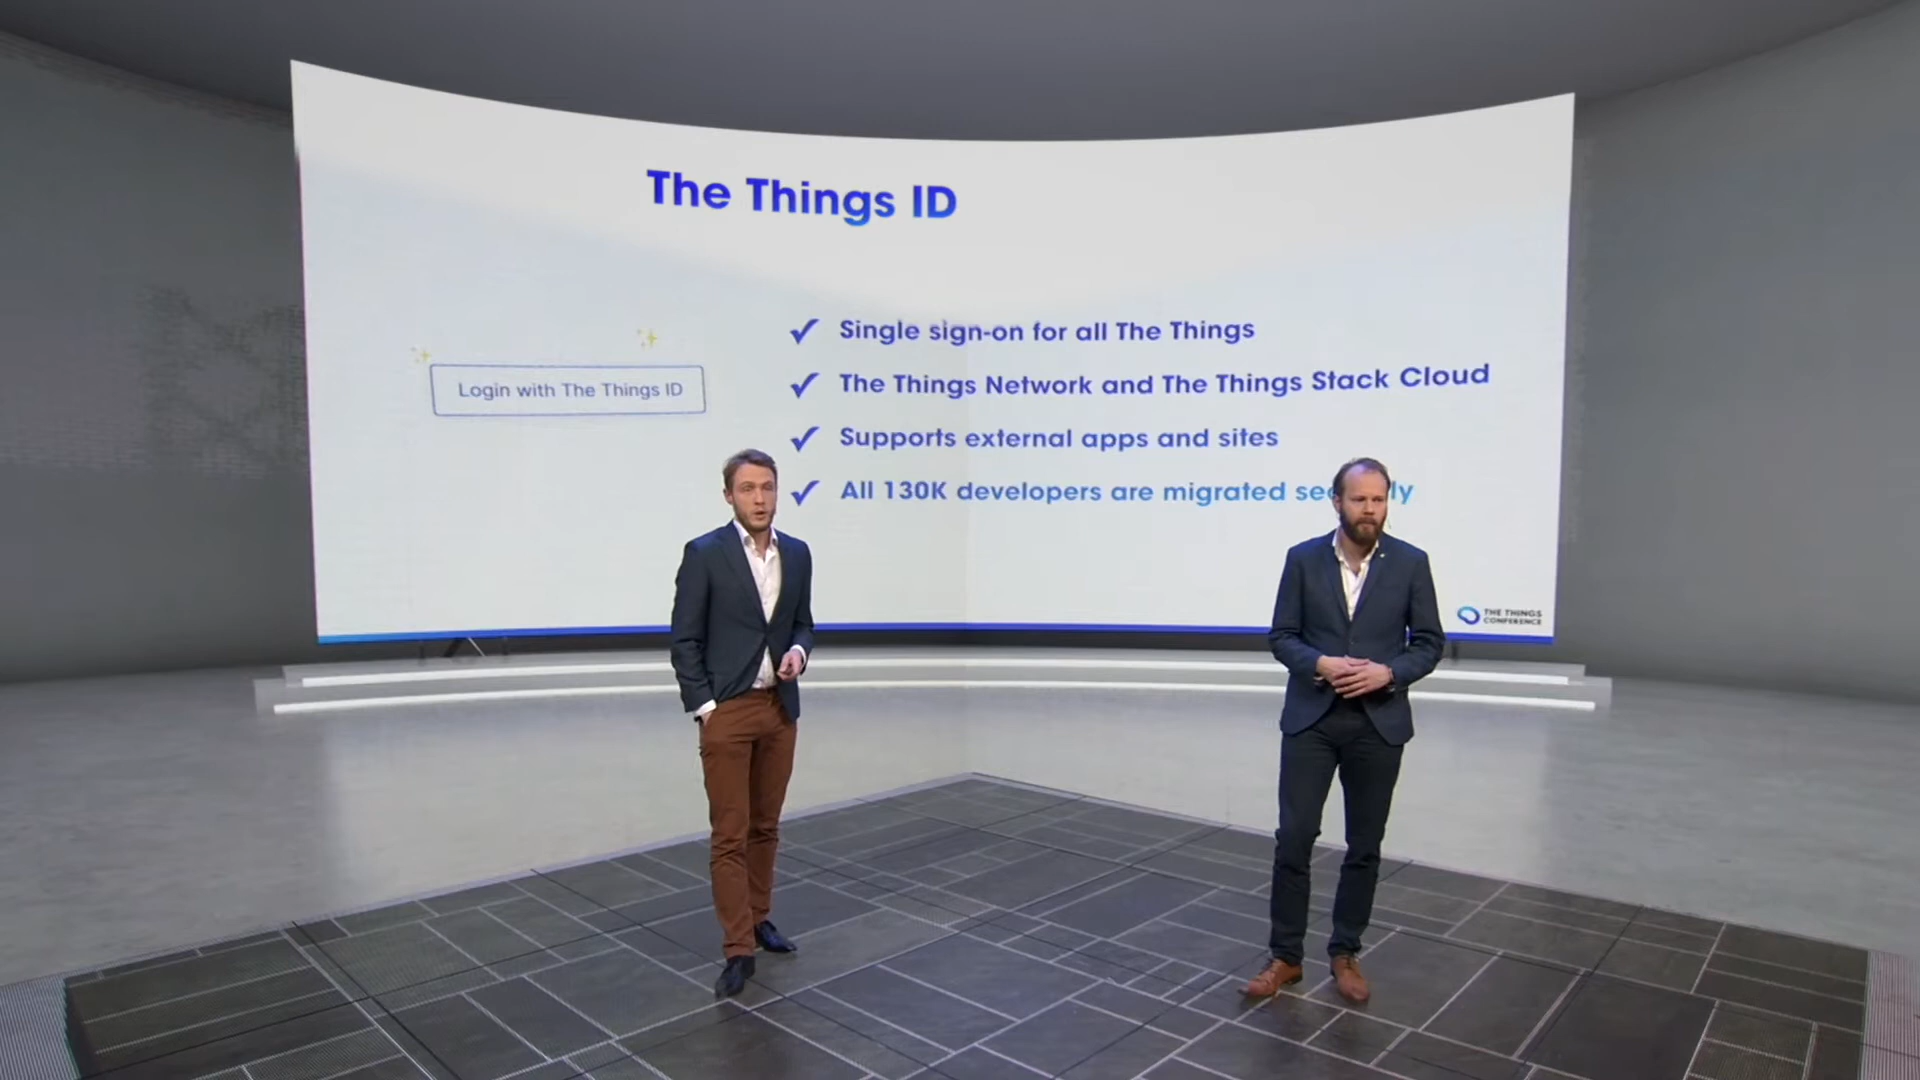 The Things ID
Login with The Things ID
Single sign-on for all The Things
The Things Network and The Things Stack Cloud
Supports external apps and sites
All 130K developers are migrated
THE THINGS
CONFERENCE